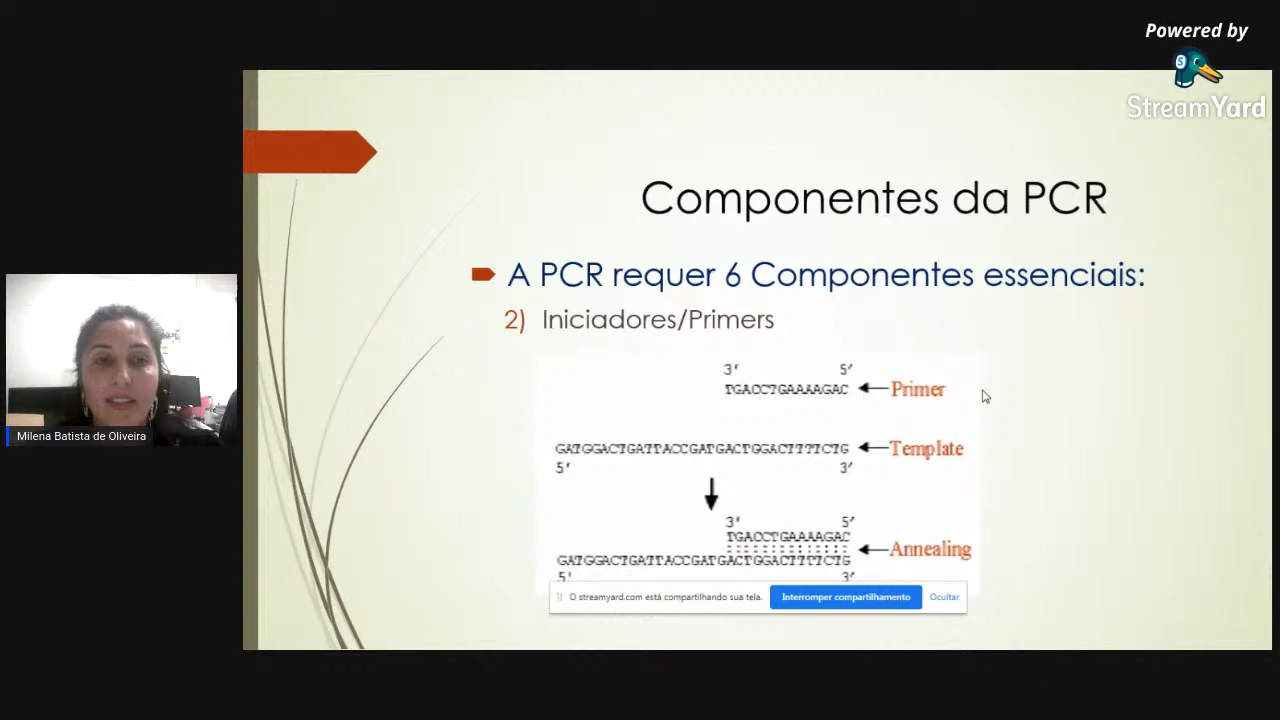 Powered by
StreamYard
Componentes da PCR
A PCR requer 6 Componentes essenciais:
2) Iniciadores/Primers
3' 5'
TGACCTGAAAAGAC Primer
GATGGACTGATTACCGATGACTGGACTTTTCTG Template
5' 3'
3' 5'
TGACCTGAAAAGAC
Annealing
GATGGACTGATTACCGATGACTGGACTTTTCTG
5' 3'
O streamyard.com está compartilhando sua tela. Interromper compartilhamento Ocultar
Milena Batista de Oliveira